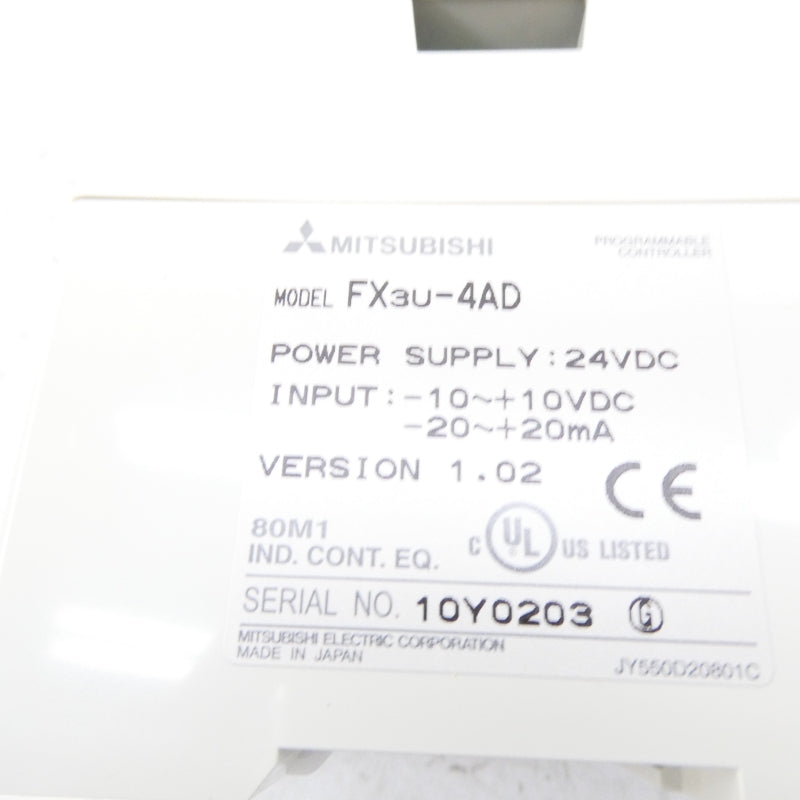 MITSUBISHI
PROGRAMMABLE
CONTROLLER
MODEL FX3U-4AD
POWER SUPPLY: 24VDC
INPUT: -10~+10VDC
-20~+20mA
VERSION 1.02
CE
80M1
IND. CONT. EQ.
C UL US LISTED
SERIAL NO. 10Y0203 G
MITSUBISHI ELECTRIC CORPORATION
MADE IN JAPAN
JY550D20801C